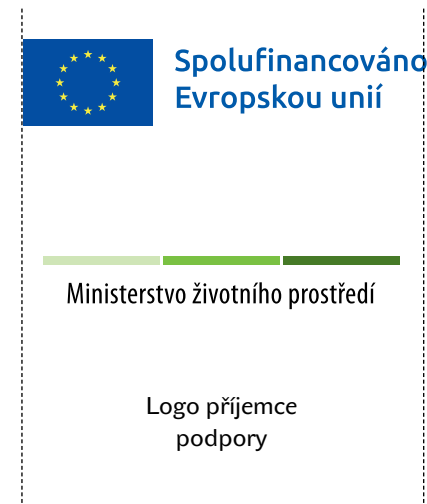 Spolufinancováno
Evropskou unií
Ministerstvo životního prostředí
Logo příjemce
podpory